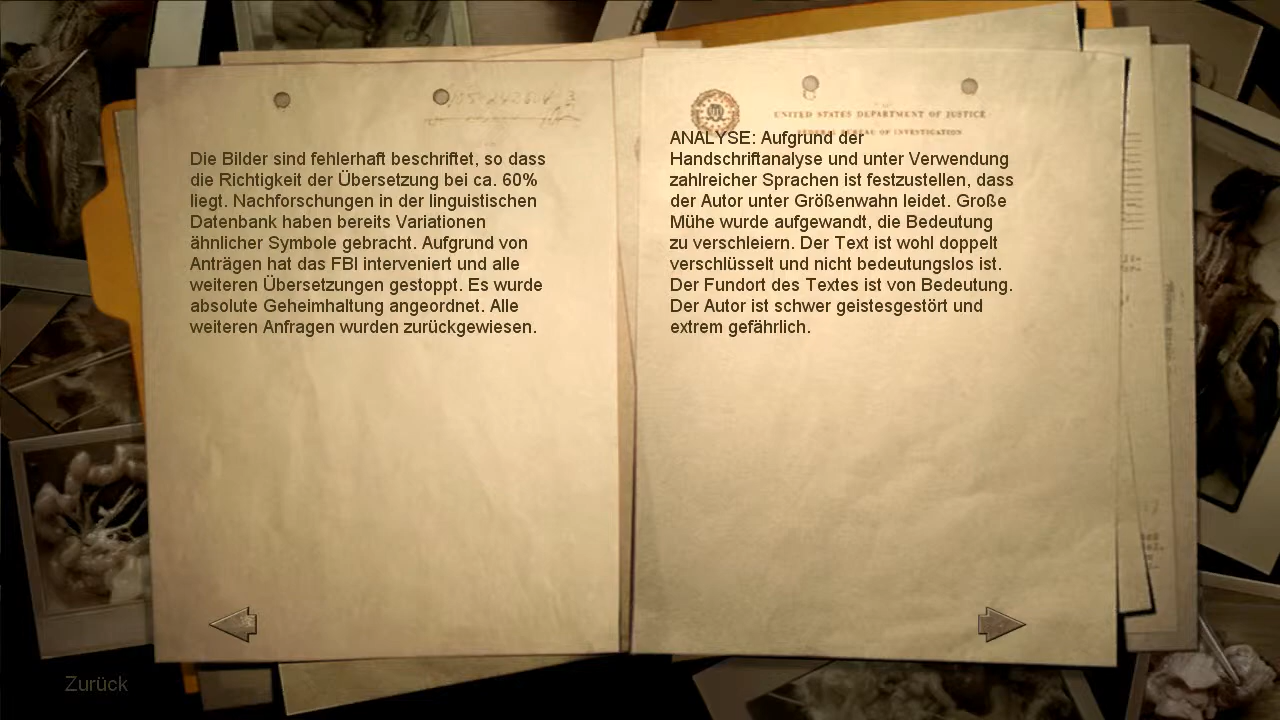 Die Bilder sind fehlerhaft beschriftet, so dass
die Richtigkeit der Übersetzung bei ca. 60%
liegt. Nachforschungen in der linguistischen
Datenbank haben bereits Variationen
ähnlicher Symbole gebracht. Aufgrund von
Anträgen hat das FBI interveniert und alle
weiteren Übersetzungen gestoppt. Es wurde
absolute Geheimhaltung angeordnet. Alle
weiteren Anfragen wurden zurückgewiesen.
UNITED STATES DEPARTMENT OF JUSTICE
FEDERAL BUREAU OF INVESTIGATION
ANALYSE: Aufgrund der
Handschriftanalyse und unter Verwendung
zahlreicher Sprachen ist festzustellen, dass
der Autor unter Größenwahn leidet. Große
Mühe wurde aufgewandt, die Bedeutung
zu verschleiern. Der Text ist wohl doppelt
verschlüsselt und nicht bedeutungslos ist.
Der Fundort des Textes ist von Bedeutung.
Der Autor ist schwer geistesgestört und
extrem gefährlich.
Zurück